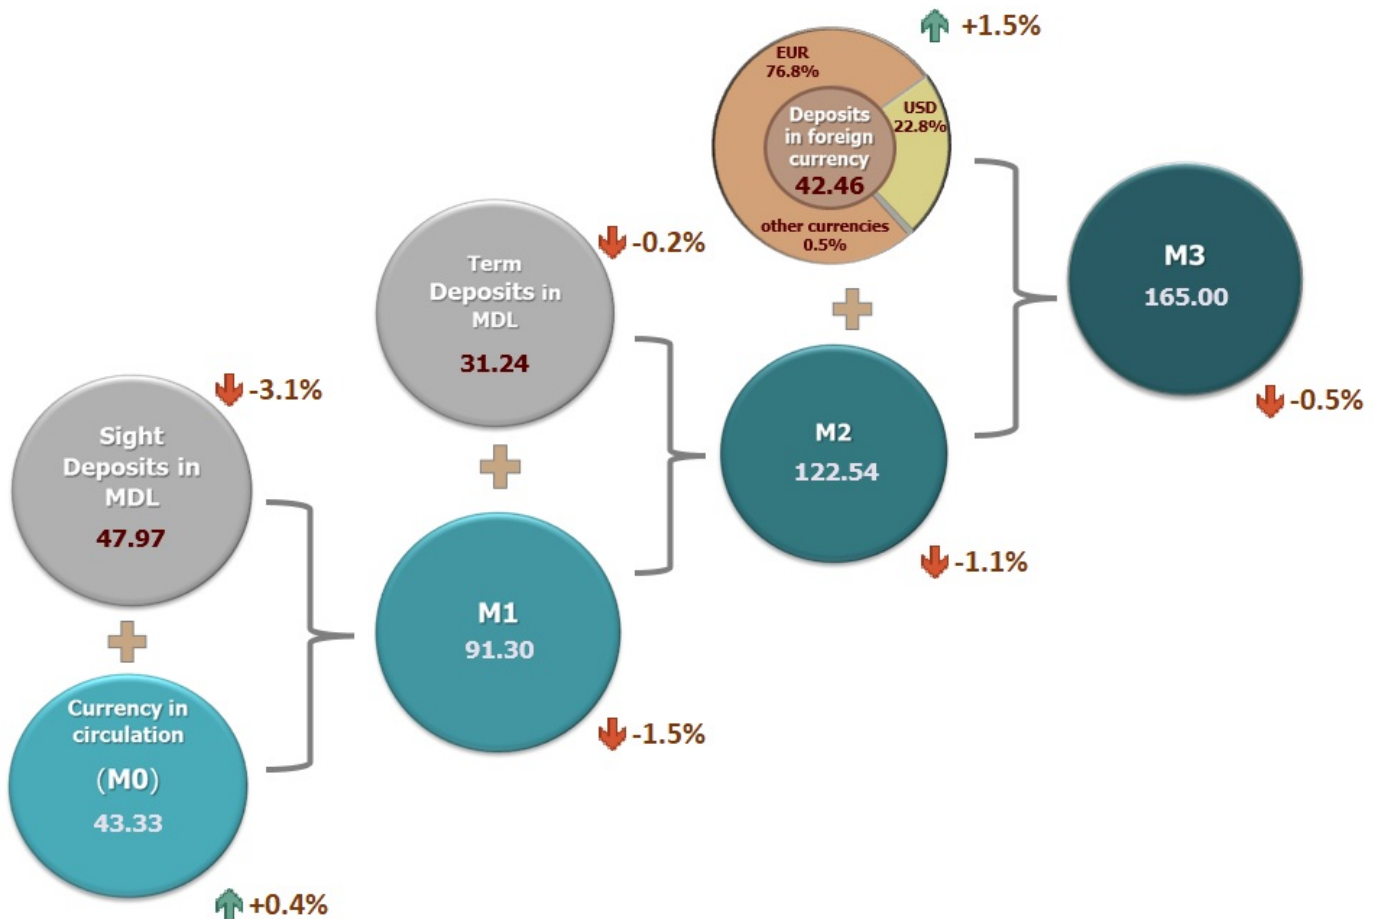 +1.5%
EUR
76.8%
USD
22.8%
Deposits
in foreign
currency
42.46
other currencies
0.5%
-0.2%
Term
Deposits in
MDL
31.24
M3
165.00
-0.5%
-3.1%
Sight
Deposits in
MDL
47.97
M2
122.54
-1.1%
M1
91.30
-1.5%
Currency in
circulation
(M0)
43.33
+0.4%